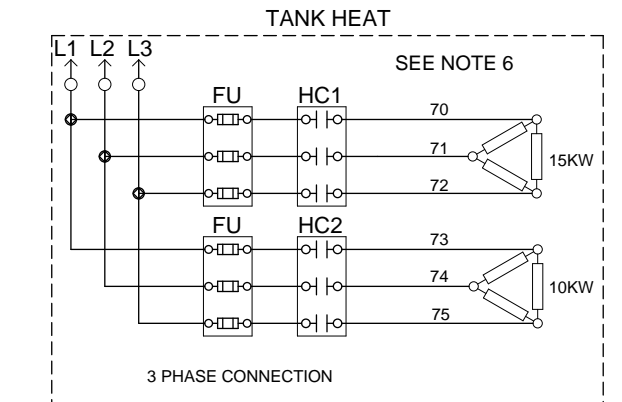 TANK HEAT
L1 L2 L3
SEE NOTE 6
FU HC1
70
71
15KW
72
FU HC2
73
74
10KW
75
3 PHASE CONNECTION